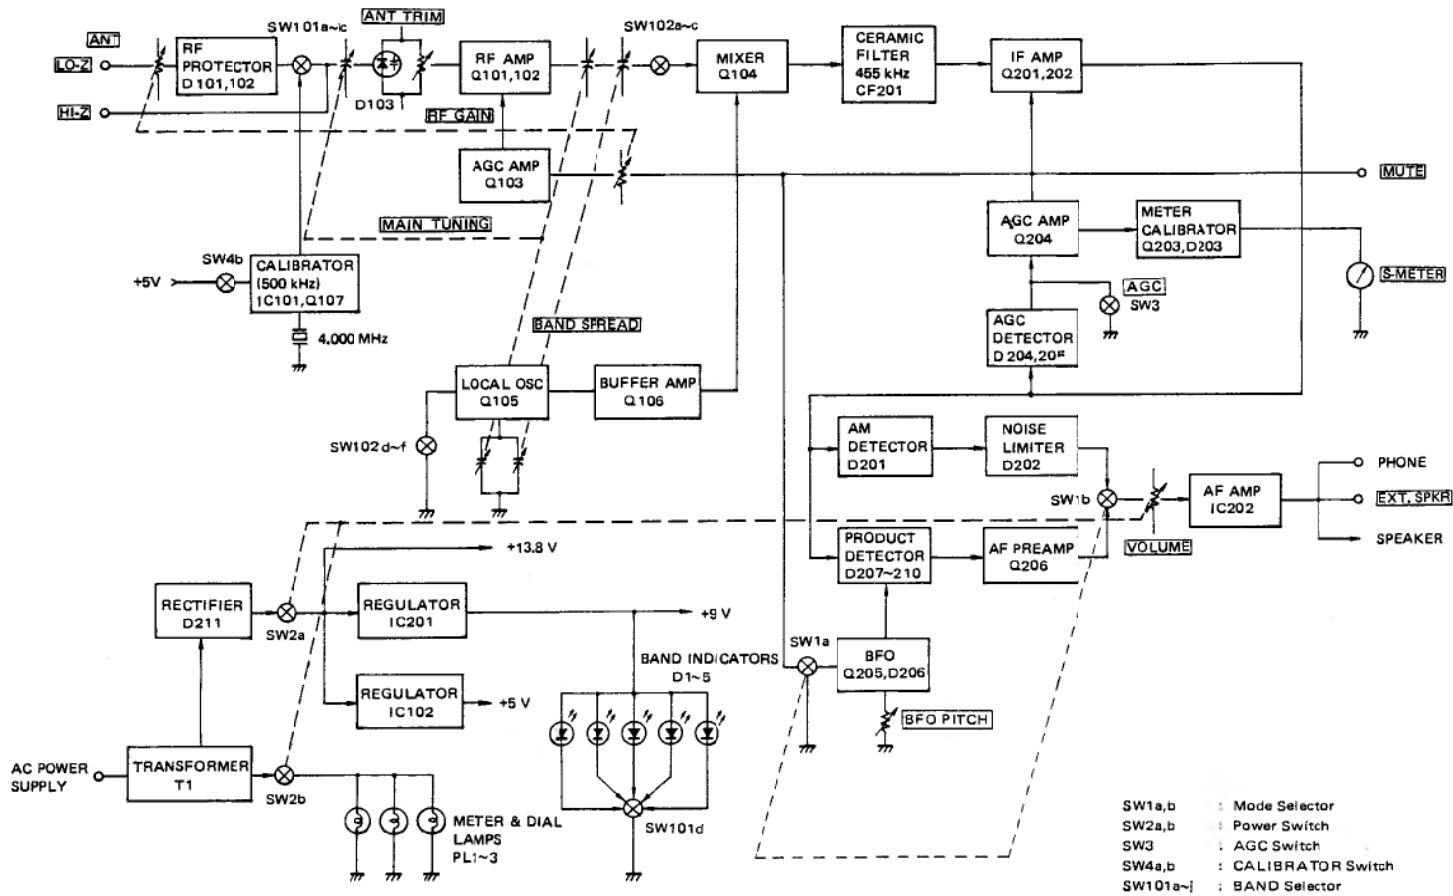 SW101a~ic
ANT TRIM
SW102a~c
ANT
LO-Z
HI-Z
RF
PROTECTOR
D101,102
D103
RF AMP
Q101,102
MIXER
Q104
CERAMIC
FILTER
455 kHz
CF201
IF AMP
Q201,202
RF GAIN
AGC AMP
Q103
MUTE
MAIN TUNING
AGC AMP
Q204
METER
CALIBRATOR
Q203,D203
S-METER
SW4b
+5V
CALIBRATOR
(500 kHz)
IC101,Q107
4.000 MHz
AGC
SW3
BAND SPREAD
AGC
DETECTOR
LOCAL OSC
Q105
BUFFER AMP
Q106
SW102d~f
AM
DETECTOR
D201
NOISE
LIMITER
D202
SW1b
AF AMP
IC202
PHONE
EXT. SPKR
SPEAKER
VOLUME
PRODUCT
DETECTOR
D207~210
AF PREAMP
Q206
+13.8 V
RECTIFIER
D211
SW2a
REGULATOR
IC201
+9 V
REGULATOR
IC102
+5 V
BAND INDICATORS
D1~5
SW1a
BFO
Q205,D206
BFO PITCH
AC POWER
SUPPLY
TRANSFORMER
T1
SW2b
METER & DIAL
LAMPS
PL1~3
SW101d
SW1a,b : Mode Selector
SW2a,b : Power Switch
SW3 : AGC Switch
SW4a,b : CALIBRATOR Switch
: BAND Selector